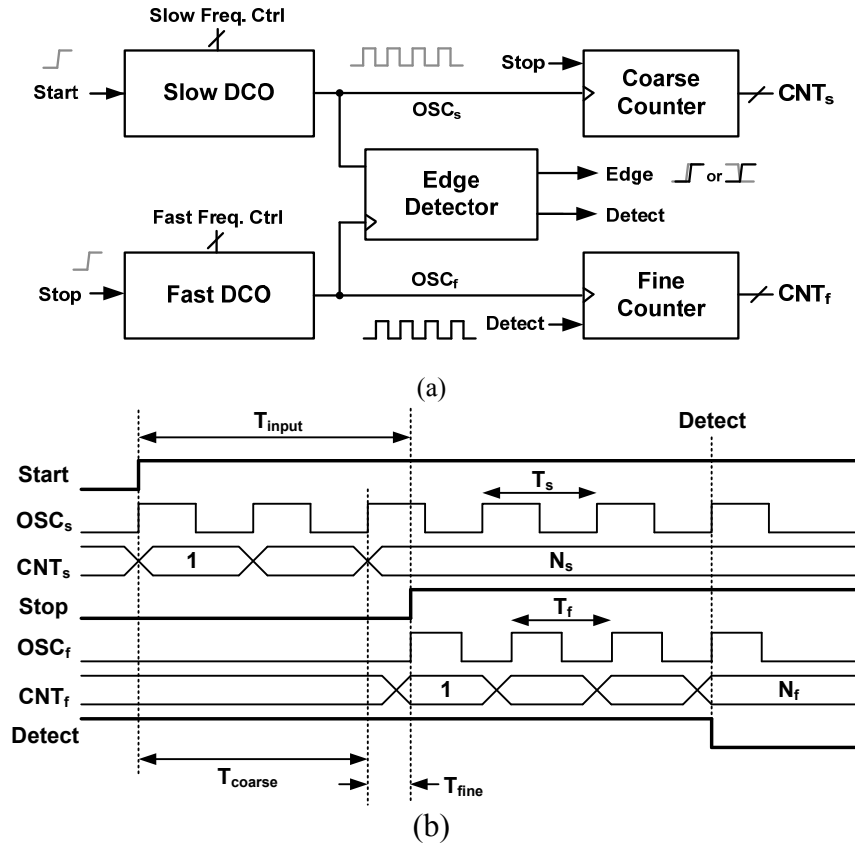 Slow Freq. Ctrl
Start
Slow DCO
OSCs
Stop
Coarse
Counter
CNTs
Edge
Detector
Edge
or
Detect
Fast Freq. Ctrl
Stop
Fast DCO
OSCf
Detect
Fine
Counter
CNTf
(a)
Tinput
Detect
Start
Ts
OSCs
CNTs
1
Ns
Stop
Tf
OSCf
CNTf
1
Nf
Detect
Tcoarse
Tfine
(b)